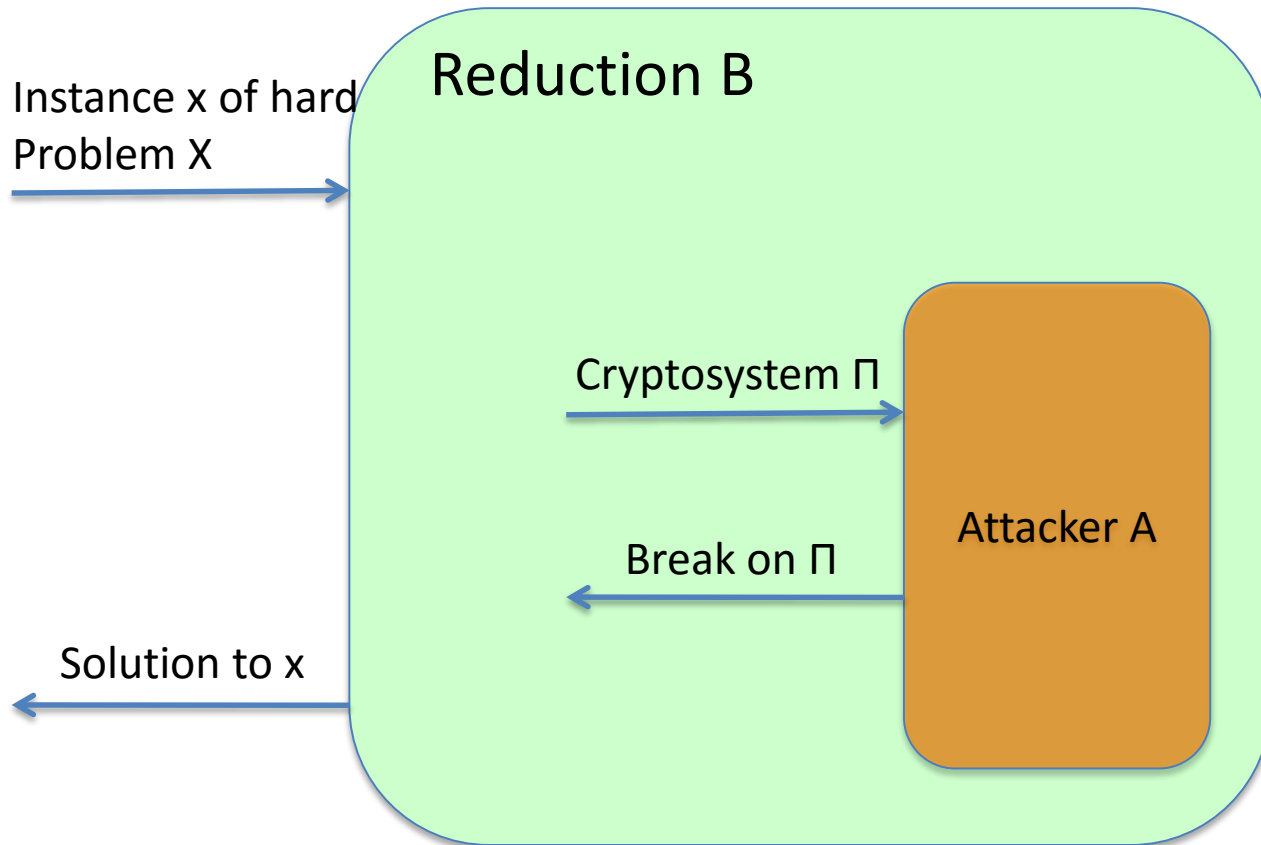 Reduction B
Instance x of hard
Problem X
Cryptosystem Π
Attacker A
Break on Π
Solution to x